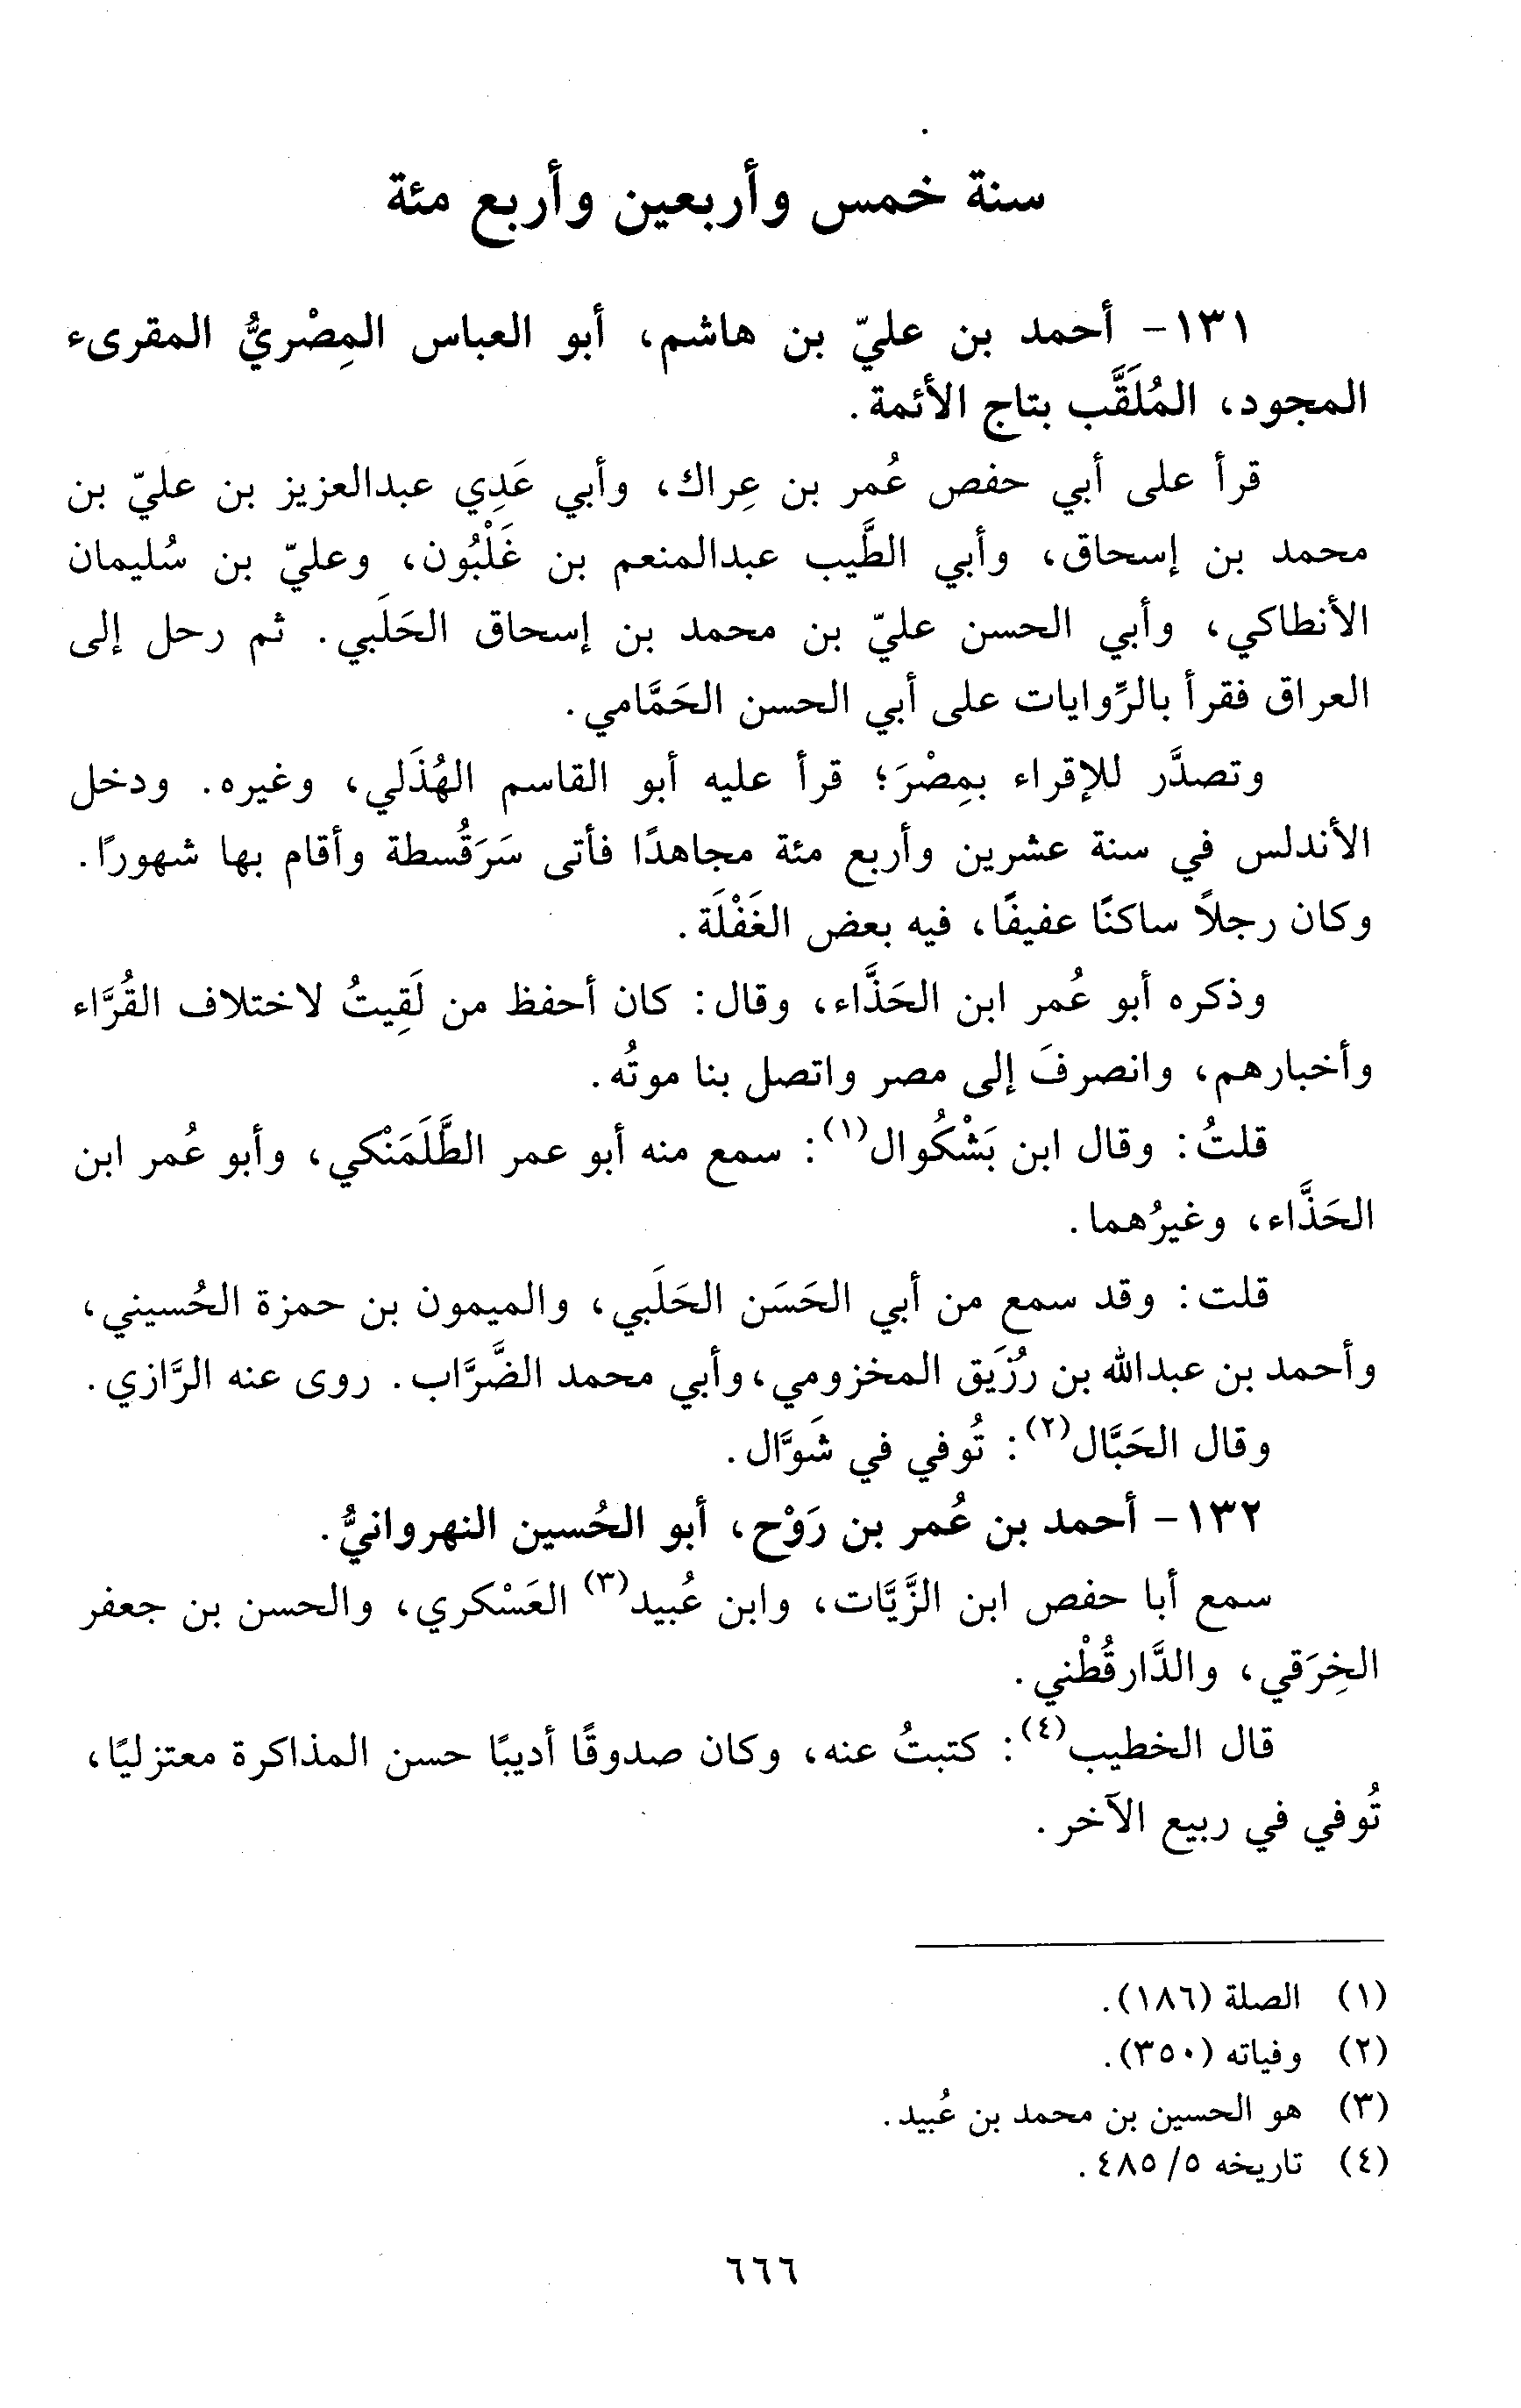 سنة خمس وأربعين وأربع مئة
١٣١- أحمد بن عليّ بن هاشم، أبو العباس المِصْريُّ المقرىء
المجود، المُلَقَّب بتاج الأئمة.
قرأ على أبي حفص عُمر بن عِراك، وأبي عَدِي عبدالعزيز بن عليّ بن
محمد بن إسحاق، وأبي الطَّيب عبدالمنعم بن غَلْبُون، وعليّ بن سُليمان
الأنطاكي، وأبي الحسن عليّ بن محمد بن إسحاق الحَلَبي. ثم رحل إلى
العراق فقرأ بالرِّوايات على أبي الحسن الحَمَّامي.
وتصدَّر للإقراء بمِصْرَ؛ قرأ عليه أبو القاسم الهُذَلي، وغيره. ودخل
الأندلس في سنة عشرين وأربع مئة مجاهدًا فأتى سَرَقُسطة وأقام بها شهورًا.
وكان رجلاً ساكنًا عفيفًا، فيه بعض الغَفْلَة.
وذكره أبو عُمر ابن الحَذَّاء، وقال: كان أحفظ من لَقِيتُ لاختلاف القُرَّاء
وأخبارهم، وانصرفَ إلى مصر واتصل بنا موتُه.
قلتُ: وقال ابن بَشْكُوال(١): سمع منه أبو عمر الطَّلَمَنْكي، وأبو عُمر ابن
الحَذَّاء، وغيرُهما.
قلت: وقد سمع من أبي الحَسَن الحَلَبي، والميمون بن حمزة الحُسيني،
وأحمد بن عبدالله بن رُزَيق المخزومي، وأبي محمد الضَّرَّاب. روى عنه الرَّازي.
وقال الحَبَّال(٢): تُوفي في شَوَّال.
١٣٢- أحمد بن عُمر بن رَوْح، أبو الحُسين النهروانيُّ.
سمع أبا حفص ابن الزَّيَّات، وابن عُبيد(٣) العَسْكري، والحسن بن جعفر
الخِرَقي، والدَّارقُطْني.
قال الخطيب(٤): كتبتُ عنه، وكان صدوقًا أديبًا حسن المذاكرة معتزليًا،
تُوفي في ربيع الآخر.
(١) الصلة (١٨٦).
(٢) وفياته (٣٥٠).
(٣) هو الحسين بن محمد بن عُبيد.
(٤) تاريخه ٥/ ٤٨٥.
٦٦٦